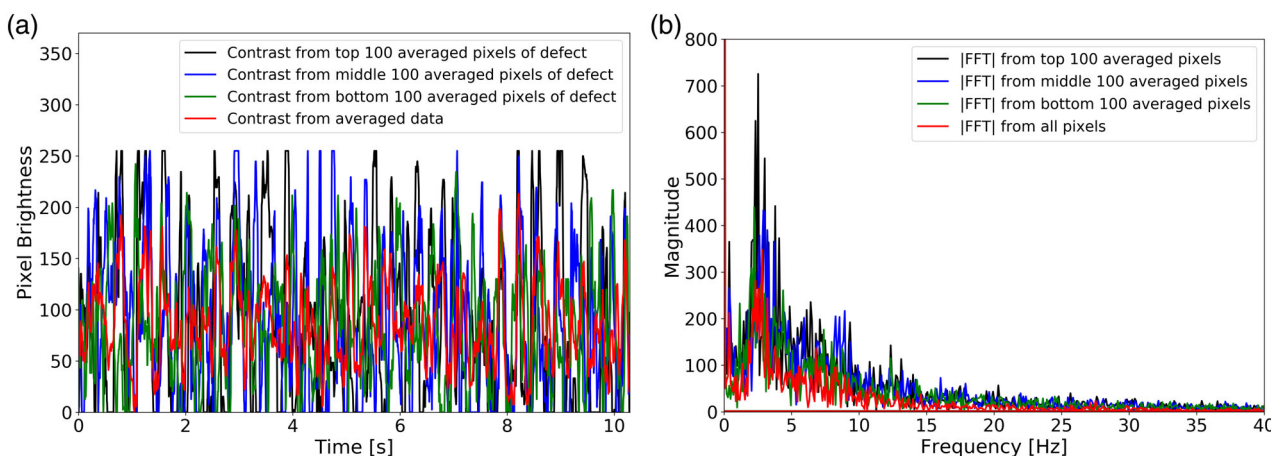 (a)
350
300
250
200
150
100
50
0
Pixel Brightness
Contrast from top 100 averaged pixels of defect
Contrast from middle 100 averaged pixels of defect
Contrast from bottom 100 averaged pixels of defect
Contrast from averaged data
0 2 4 6 8 10
Time [s]
(b)
800
700
600
500
400
300
200
100
0
Magnitude
|FFT| from top 100 averaged pixels
|FFT| from middle 100 averaged pixels
|FFT| from bottom 100 averaged pixels
|FFT| from all pixels
0 5 10 15 20 25 30 35 40
Frequency [Hz]